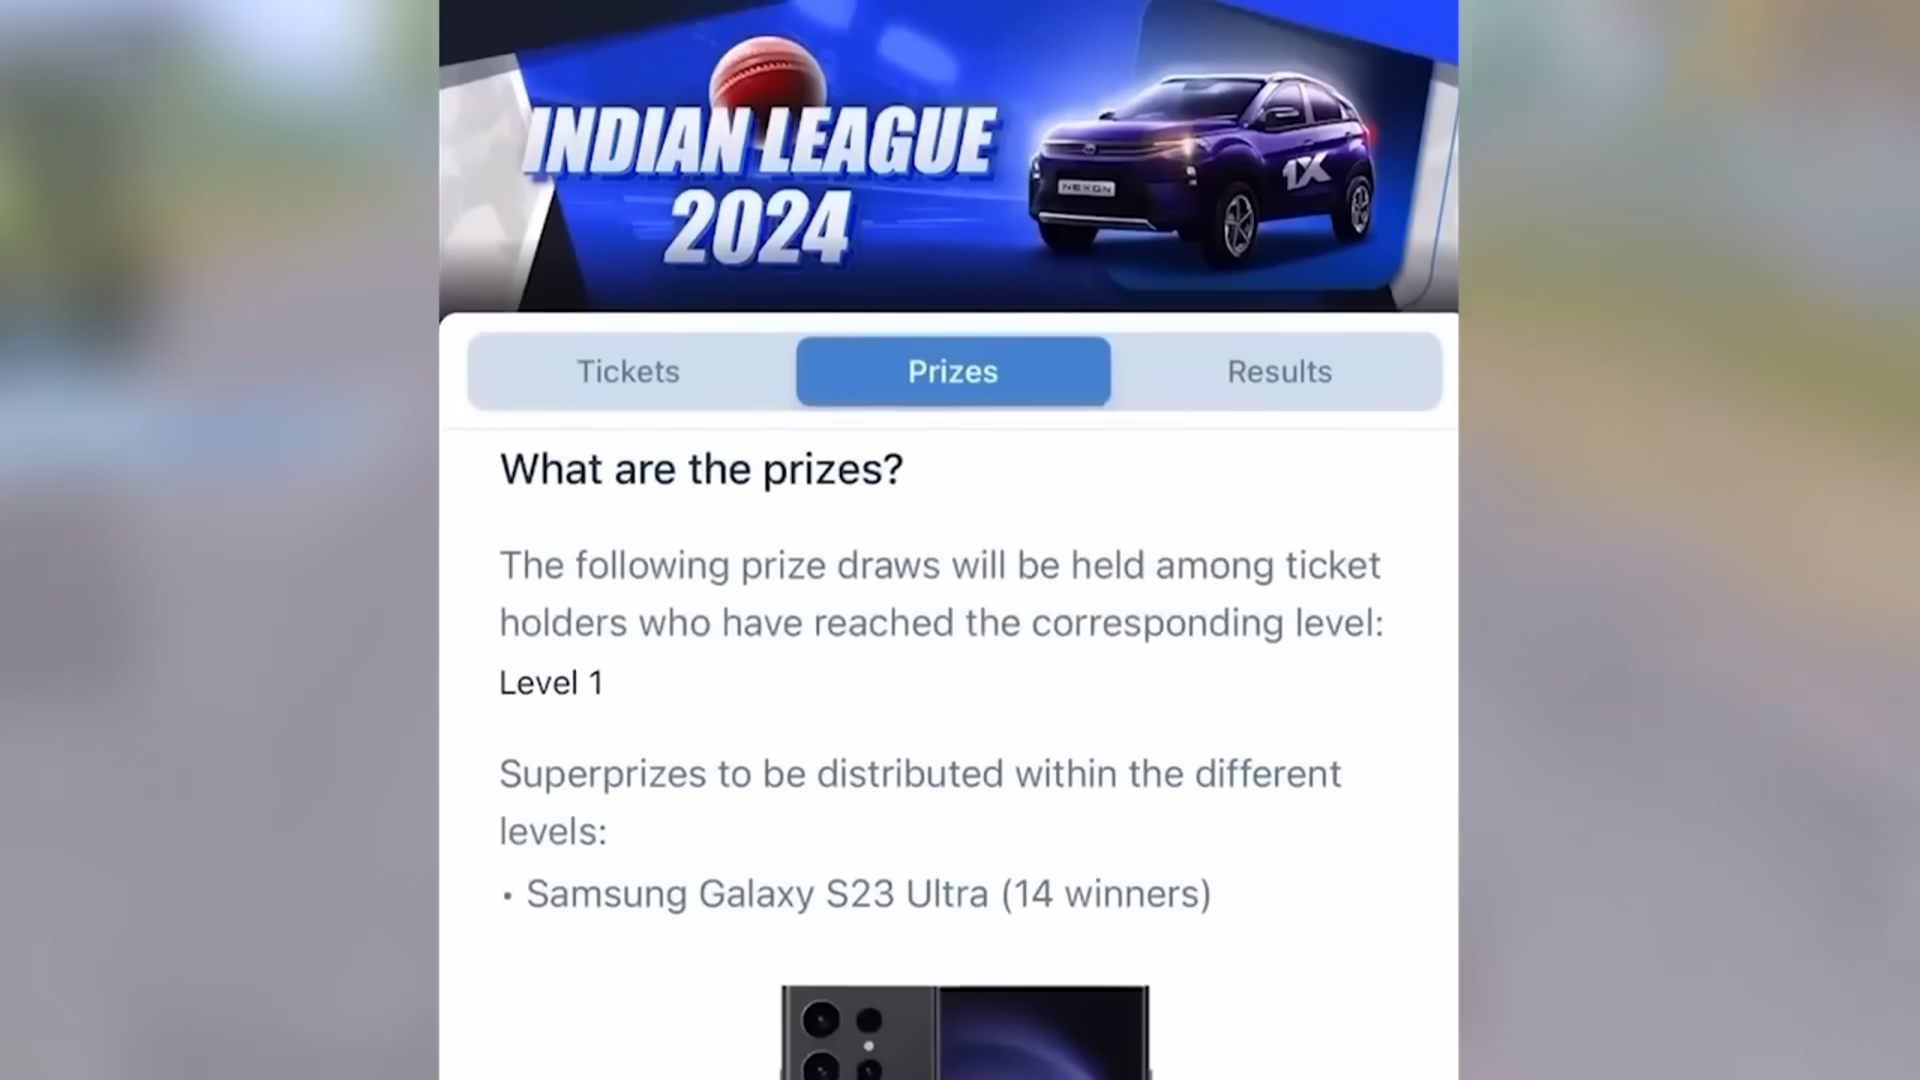 INDIAN LEAGUE
2024
NEXON
1X
Tickets
Prizes
Results
What are the prizes?
The following prize draws will be held among ticket
holders who have reached the corresponding level:
Level 1
Superprizes to be distributed within the different
levels:
• Samsung Galaxy S23 Ultra (14 winners)